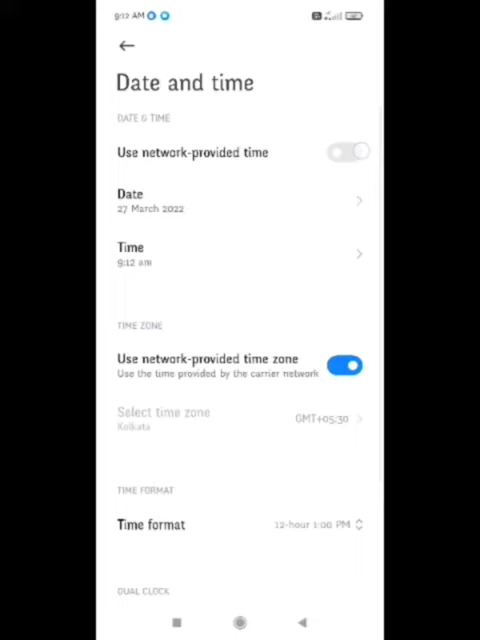 9:12 AM
Date and time
DATE & TIME
Use network-provided time
Date
27 March 2022
Time
9:12 am
TIME ZONE
Use network-provided time zone
Use the time provided by the carrier network
Select time zone
Kolkata
GMT+05:30
TIME FORMAT
Time format
12-hour 1:00 PM
DUAL CLOCK